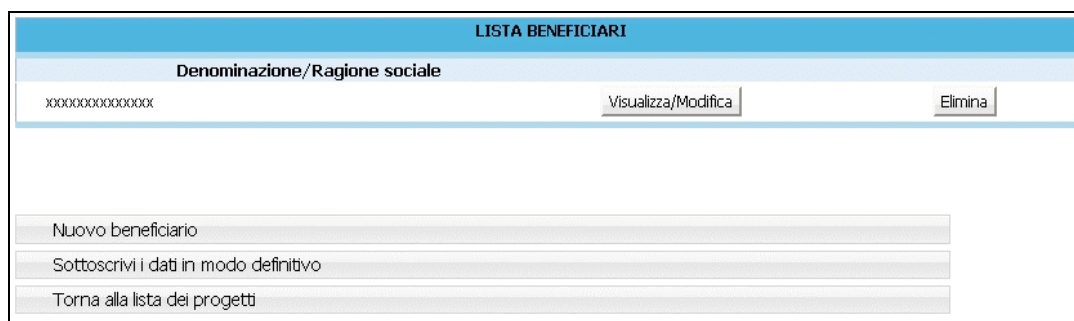 LISTA BENEFICIARI
Denominazione/Ragione sociale
xxxxxxxxxxxxxx Visualizza/Modifica Elimina
Nuovo beneficiario
Sottoscrivi i dati in modo definitivo
Torna alla lista dei progetti